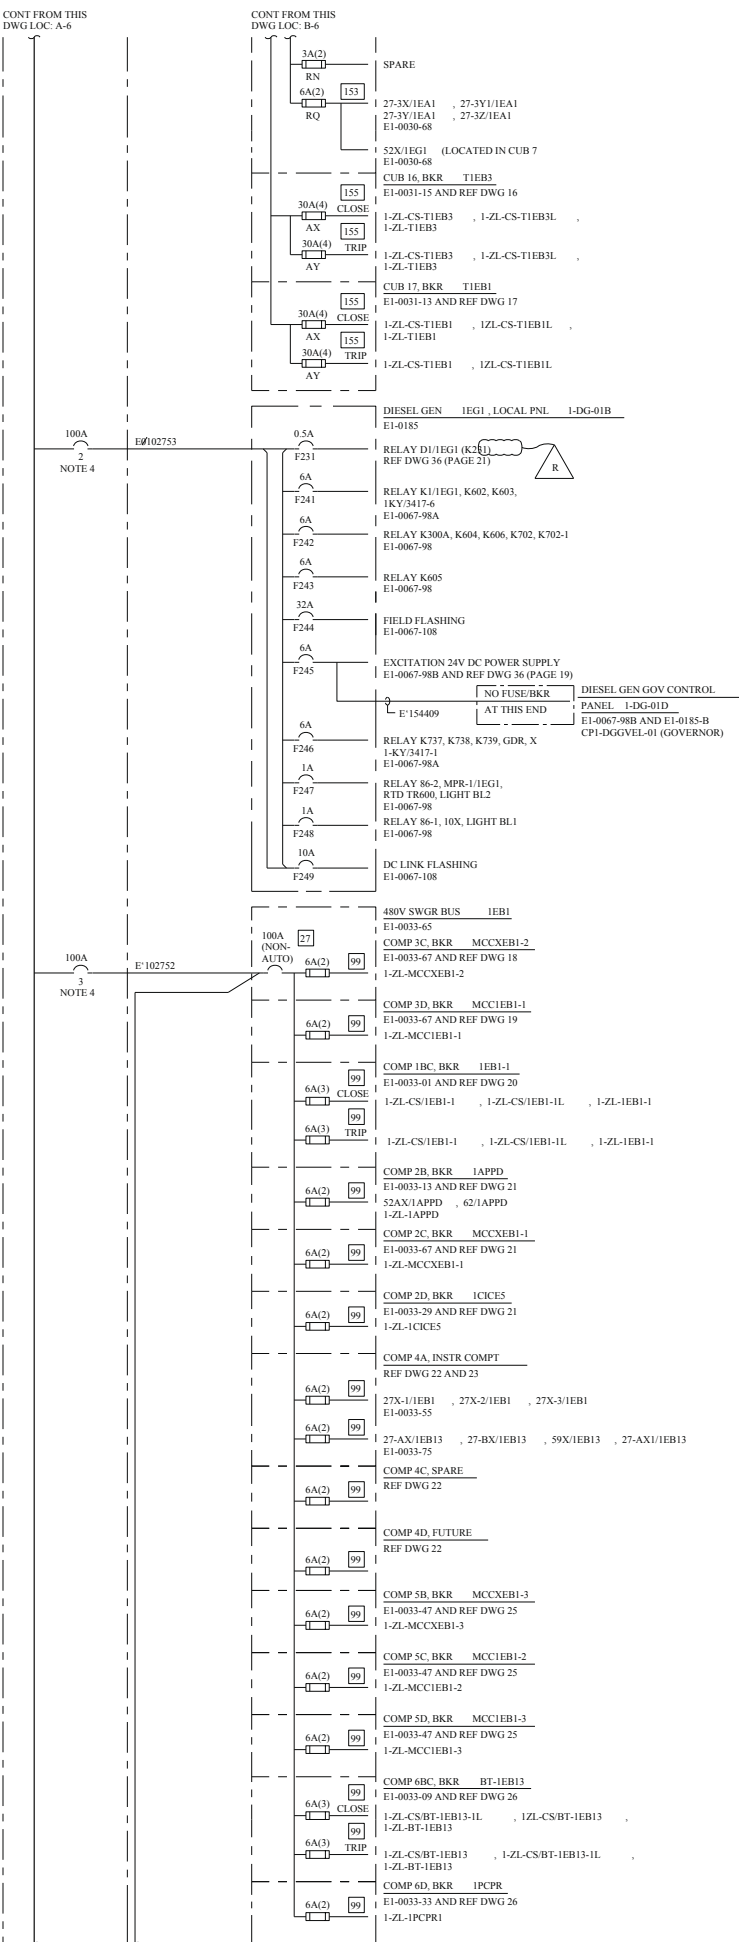 CONT FROM THIS
DWG LOC: A-6
CONT FROM THIS
DWG LOC: B-6
3A(2)
RN
SPARE
6A(2)
153
RQ
27-3X/1EA1 , 27-3Y1/1EA1
27-3Y/1EA1 , 27-3Z/1EA1
E1-0030-68
52X/1EG1 (LOCATED IN CUB 7
E1-0030-68
CUB 16, BKR T1EB3
E1-0031-15 AND REF DWG 16
155
30A(4) CLOSE
AX
1-ZL-CS-T1EB3 , 1-ZL-CS-T1EB3L ,
1-ZL-T1EB3
155
30A(4) TRIP
AY
1-ZL-CS-T1EB3 , 1-ZL-CS-T1EB3L ,
1-ZL-T1EB3
CUB 17, BKR T1EB1
E1-0031-13 AND REF DWG 17
155
30A(4) CLOSE
AX
1-ZL-CS-T1EB1 , 1ZL-CS-T1EB1L ,
1-ZL-T1EB1
155
30A(4) TRIP
AY
1-ZL-CS-T1EB1 , 1ZL-CS-T1EB1L
DIESEL GEN 1EG1 , LOCAL PNL 1-DG-01B
E1-0185
100A
2
NOTE 4
EØ102753
0.5A
F231
RELAY D1/1EG1 (K231)
REF DWG 36 (PAGE 21)
R
6A
F241
RELAY K1/1EG1, K602, K603,
1KY/3417-6
E1-0067-98A
6A
F242
RELAY K300A, K604, K606, K702, K702-1
E1-0067-98
6A
F243
RELAY K605
E1-0067-98
32A
F244
FIELD FLASHING
E1-0067-108
6A
F245
EXCITATION 24V DC POWER SUPPLY
E1-0067-98B AND REF DWG 36 (PAGE 19)
E'154409
NO FUSE/BKR
AT THIS END
DIESEL GEN GOV CONTROL
PANEL 1-DG-01D
E1-0067-98B AND E1-0185-B
CP1-DGGVEL-01 (GOVERNOR)
6A
F246
RELAY K737, K738, K739, GDR, X
1-KY/3417-1
E1-0067-98A
1A
F247
RELAY 86-2, MPR-1/1EG1,
RTD TR600, LIGHT BL2
E1-0067-98
1A
F248
RELAY 86-1, 10X, LIGHT BL1
E1-0067-98
10A
F249
DC LINK FLASHING
E1-0067-108
480V SWGR BUS 1EB1
E1-0033-65
100A
3
NOTE 4
E'102752
100A
(NON-
AUTO)
27
COMP 3C, BKR MCCXEB1-2
E1-0033-67 AND REF DWG 18
6A(2)
99
1-ZL-MCCXEB1-2
COMP 3D, BKR MCC1EB1-1
E1-0033-67 AND REF DWG 19
6A(2)
99
1-ZL-MCC1EB1-1
COMP 1BC, BKR 1EB1-1
E1-0033-01 AND REF DWG 20
99
6A(3) CLOSE
1-ZL-CS/1EB1-1 , 1-ZL-CS/1EB1-1L , 1-ZL-1EB1-1
99
6A(3) TRIP
1-ZL-CS/1EB1-1 , 1-ZL-CS/1EB1-1L , 1-ZL-1EB1-1
COMP 2B, BKR 1APPD
E1-0033-13 AND REF DWG 21
6A(2)
99
52AX/1APPD , 62/1APPD
1-ZL-1APPD
COMP 2C, BKR MCCXEB1-1
E1-0033-67 AND REF DWG 21
6A(2)
99
1-ZL-MCCXEB1-1
COMP 2D, BKR 1CICE5
E1-0033-29 AND REF DWG 21
6A(2)
99
1-ZL-1CICE5
COMP 4A, INSTR COMPT
REF DWG 22 AND 23
6A(2)
99
27X-1/1EB1 , 27X-2/1EB1 , 27X-3/1EB1
E1-0033-55
6A(2)
99
27-AX/1EB13 , 27-BX/1EB13 , 59X/1EB13 , 27-AX1/1EB13
E1-0033-75
COMP 4C, SPARE
REF DWG 22
6A(2)
99
COMP 4D, FUTURE
REF DWG 22
6A(2)
99
COMP 5B, BKR MCCXEB1-3
E1-0033-47 AND REF DWG 25
6A(2)
99
1-ZL-MCCXEB1-3
COMP 5C, BKR MCC1EB1-2
E1-0033-47 AND REF DWG 25
6A(2)
99
1-ZL-MCC1EB1-2
COMP 5D, BKR MCC1EB1-3
E1-0033-47 AND REF DWG 25
6A(2)
99
1-ZL-MCC1EB1-3
COMP 6BC, BKR BT-1EB13
E1-0033-09 AND REF DWG 26
99
6A(3) CLOSE
1-ZL-CS/BT-1EB13-1L , 1ZL-CS/BT-1EB13 ,
1-ZL-BT-1EB13
99
6A(3) TRIP
1-ZL-CS/BT-1EB13 , 1-ZL-CS/BT-1EB13-1L ,
1-ZL-BT-1EB13
COMP 6D, BKR 1PCPR
E1-0033-33 AND REF DWG 26
6A(2)
99
1-ZL-1PCPR1